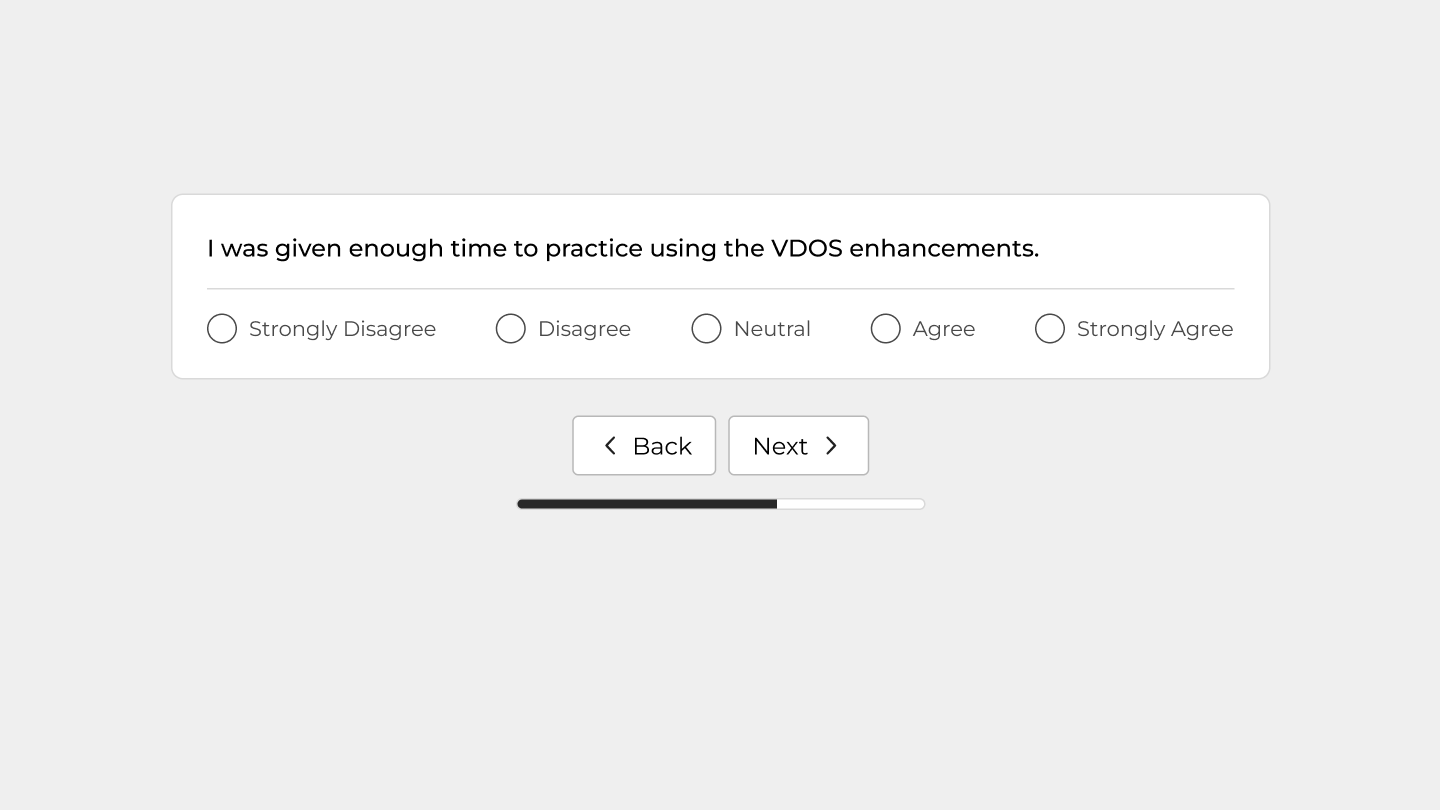 I was given enough time to practice using the VDOS enhancements.
Strongly Disagree Disagree Neutral Agree Strongly Agree
Back Next